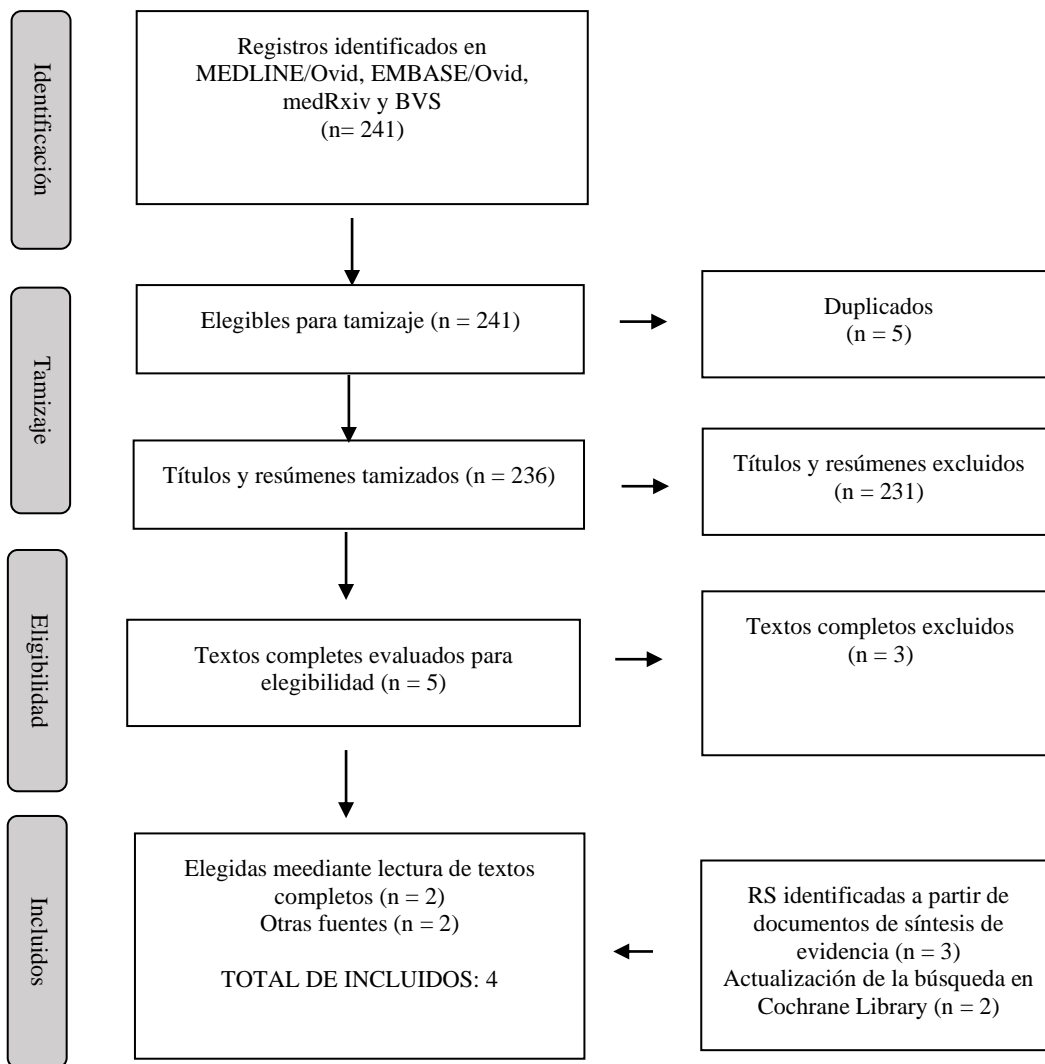 Identificación
Registros identificados en
MEDLINE/Ovid, EMBASE/Ovid,
medRxiv y BVS
(n= 241)
Tamizaje
Elegibles para tamizaje (n = 241)
Duplicados
(n = 5)
Títulos y resúmenes tamizados (n = 236)
Títulos y resúmenes excluidos
(n = 231)
Eligibilidad
Textos completes evaluados para
elegibilidad (n = 5)
Textos completos excluidos
(n = 3)
Incluidos
Elegidas meediante lectura de textos
completos (n = 2)
Otras fuentes (n = 2)
TOTAL DE INCLUIDOS: 4
RS identificadas a partir de
documentos de síntesis de
evidencia (n = 3)
Actualización de la búsqueda en
Cochrane Library (n = 2)